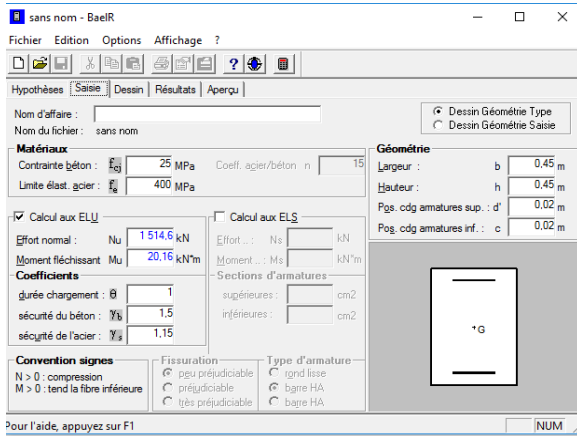 sans nom - BaelR
Fichier Edition Options Affichage ?
Hypothèses Saisie Dessin Résultats Aperçu
Nom d'affaire :
Nom du fichier : sans nom
Dessin Géométrie Type
Dessin Géométrie Saisie
Matériaux
Contrainte béton : fcj 25 MPa Coeff. acier/béton n 15
Limite élast. acier : fe 400 MPa
Géométrie
Largeur : b 0,45 m
Hauteur : h 0,45 m
Pos. cdg armatures sup. : d' 0,02 m
Pos. cdg armatures inf. : c 0,02 m
Calcul aux ELU
Effort normal : Nu 1 514,6 kN
Moment fléchissant Mu 20,16 kN*m
Calcul aux ELS
Effort .. : Ns kN
Moment .. : Ms kN*m
Coefficients
durée chargement : θ 1
sécurité du béton : γb 1,5
sécurité de l'acier : γs 1,15
Sections d'armatures
supérieures : cm2
inférieures : cm2
+G
Convention signes
N > 0 : compression
M > 0 : tend la fibre inférieure
Fissuration
peu préjudiciable
préjudiciable
très préjudiciable
Type d'armature
rond lisse
barre HA
barre HA
Pour l'aide, appuyez sur F1 NUM